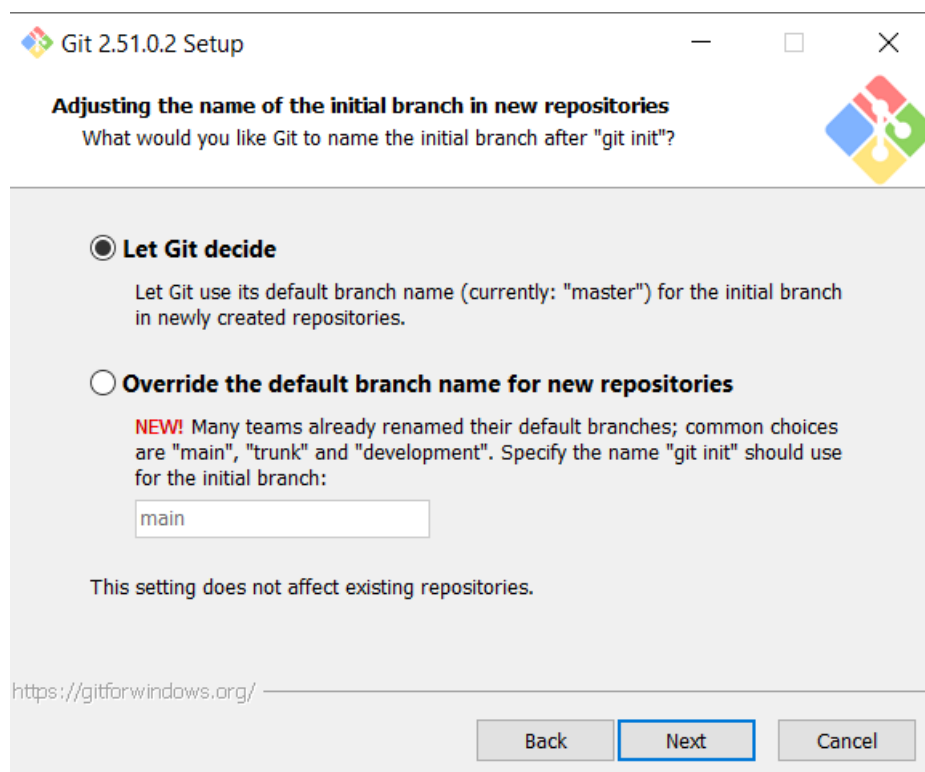 Git 2.51.0.2 Setup
Adjusting the name of the initial branch in new repositories
What would you like Git to name the initial branch after "git init"?
Let Git decide
Let Git use its default branch name (currently: "master") for the initial branch
in newly created repositories.
Override the default branch name for new repositories
NEW! Many teams already renamed their default branches; common choices
are "main", "trunk" and "development". Specify the name "git init" should use
for the initial branch:
main
This setting does not affect existing repositories.
https://gitforwindows.org/
Back Next Cancel